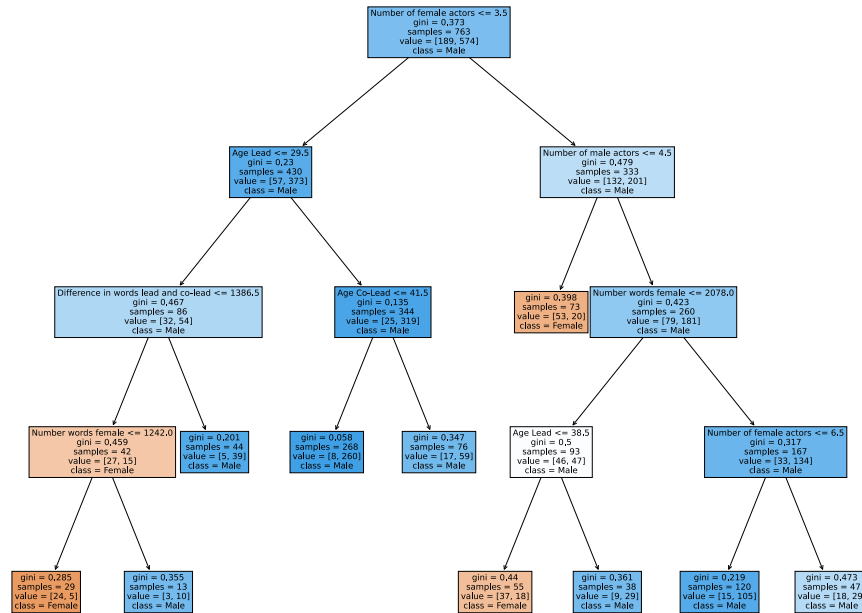 Number of female actors <= 3.5
gini = 0,373
samples = 763
value = [189, 574]
class = Male
Age Lead <= 29.5
gini = 0,23
samples = 430
value = [57, 373]
class = Male
Number of male actors <= 4.5
gini = 0,479
samples = 333
value = [132, 201]
class = Male
Difference in words lead and co-lead <= 1386.5
gini = 0,467
samples = 86
value = [32, 54]
class = Male
Age Co-Lead <= 41.5
gini = 0,135
samples = 344
value = [25, 319]
class = Male
gini = 0,398
samples = 73
value = [53, 20]
class = Female
Number words female <= 2078.0
gini = 0,423
samples = 260
value = [79, 181]
class = Male
Number words female <= 1242.0
gini = 0,459
samples = 42
value = [27, 15]
class = Female
gini = 0,201
samples = 44
value = [5, 39]
class = Male
gini = 0,058
samples = 268
value = [8, 260]
class = Male
gini = 0,347
samples = 76
value = [17, 59]
class = Male
Age Lead <= 38.5
gini = 0,5
samples = 93
value = [46, 47]
class = Male
Number of female actors <= 6.5
gini = 0,317
samples = 167
value = [33, 134]
class = Male
gini = 0,285
samples = 29
value = [24, 5]
class = Female
gini = 0,355
samples = 13
value = [3, 10]
class = Male
gini = 0,44
samples = 55
value = [37, 18]
class = Female
gini = 0,361
samples = 38
value = [9, 29]
class = Male
gini = 0,219
samples = 120
value = [15, 105]
class = Male
gini = 0,473
samples = 47
value = [18, 29]
class = Male